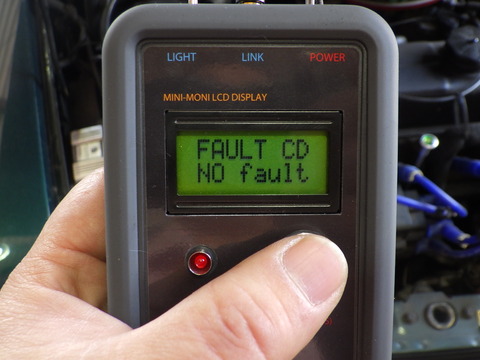 LIGHT LINK POWER
MINI-MONI LCD DISPLAY
FAULT CD
NO fault